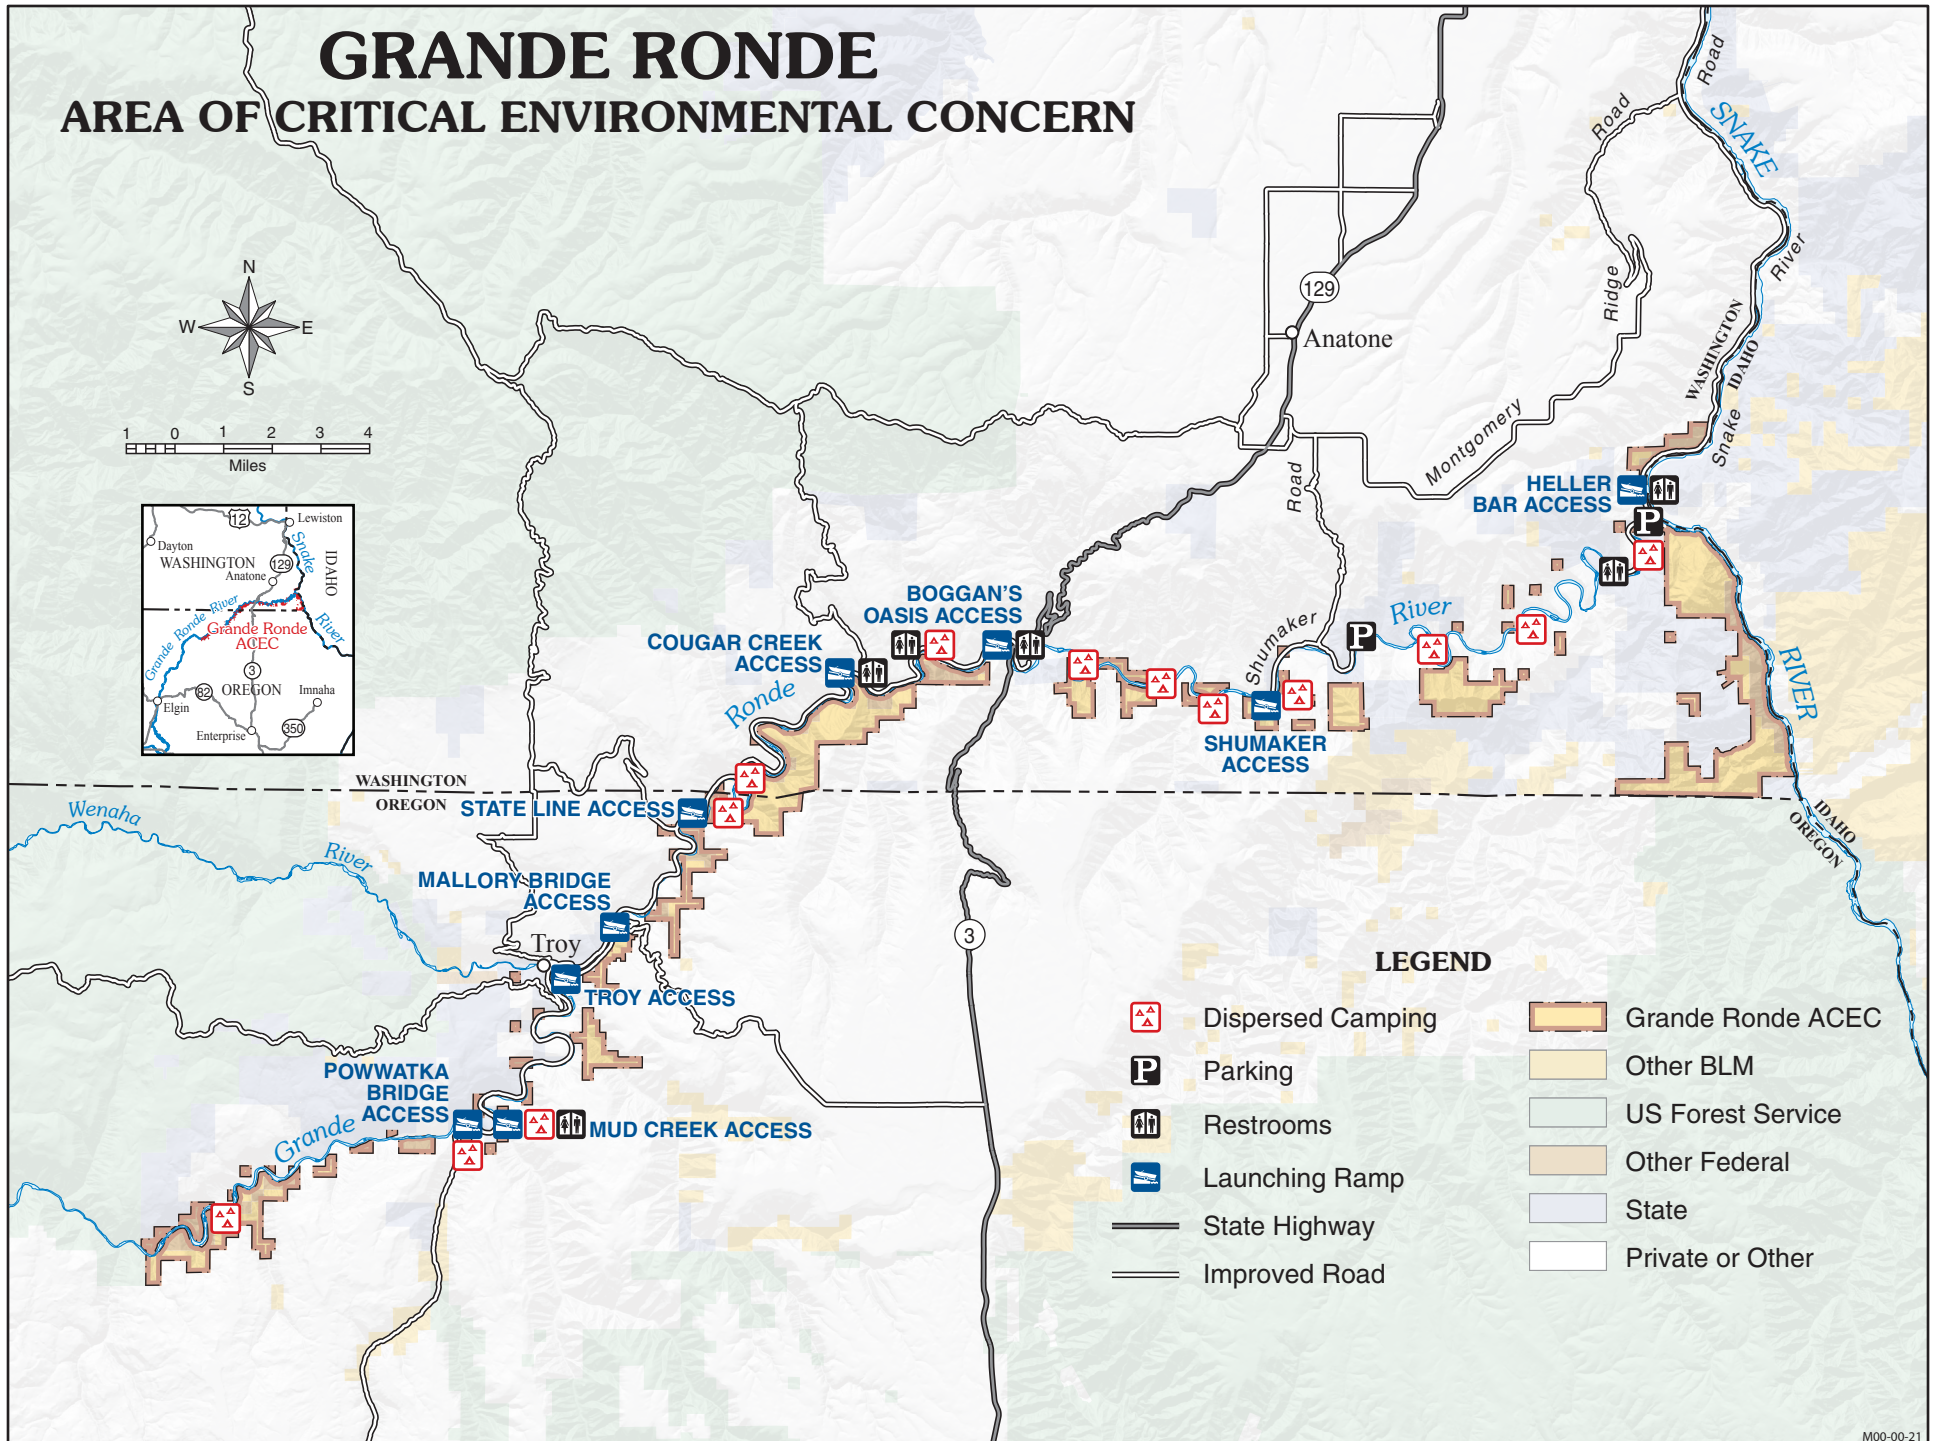 GRANDE RONDE
AREA OF CRITICAL ENVIRONMENTAL CONCERN
N
W
E
S
1 0 1 2 3 4
Miles
12
Lewiston
Dayton
WASHINGTON
Snake
IDAHO
129
Anatone
Grande Ronde River
Grande Ronde
ACEC
River
3
82
OREGON
Imnaha
Elgin
350
Enterprise
Road
Road
SNAKE
River
Ridge
129
Anatone
WASHINGTON
IDAHO
Snake
Montgomery
Road
HELLER
BAR ACCESS
P
BOGGAN'S
OASIS ACCESS
COUGAR CREEK
ACCESS
Ronde
Shumaker
P
River
RIVER
SHUMAKER
ACCESS
WASHINGTON
OREGON
STATE LINE ACCESS
IDAHO
OREGON
Wenaha
River
MALLORY BRIDGE
ACCESS
Troy
TROY ACCESS
3
POWWATKA
BRIDGE
ACCESS
MUD CREEK ACCESS
Grande
LEGEND
Dispersed Camping
P Parking
Restrooms
Launching Ramp
State Highway
Improved Road
Grande Ronde ACEC
Other BLM
US Forest Service
Other Federal
State
Private or Other
M00-00-21